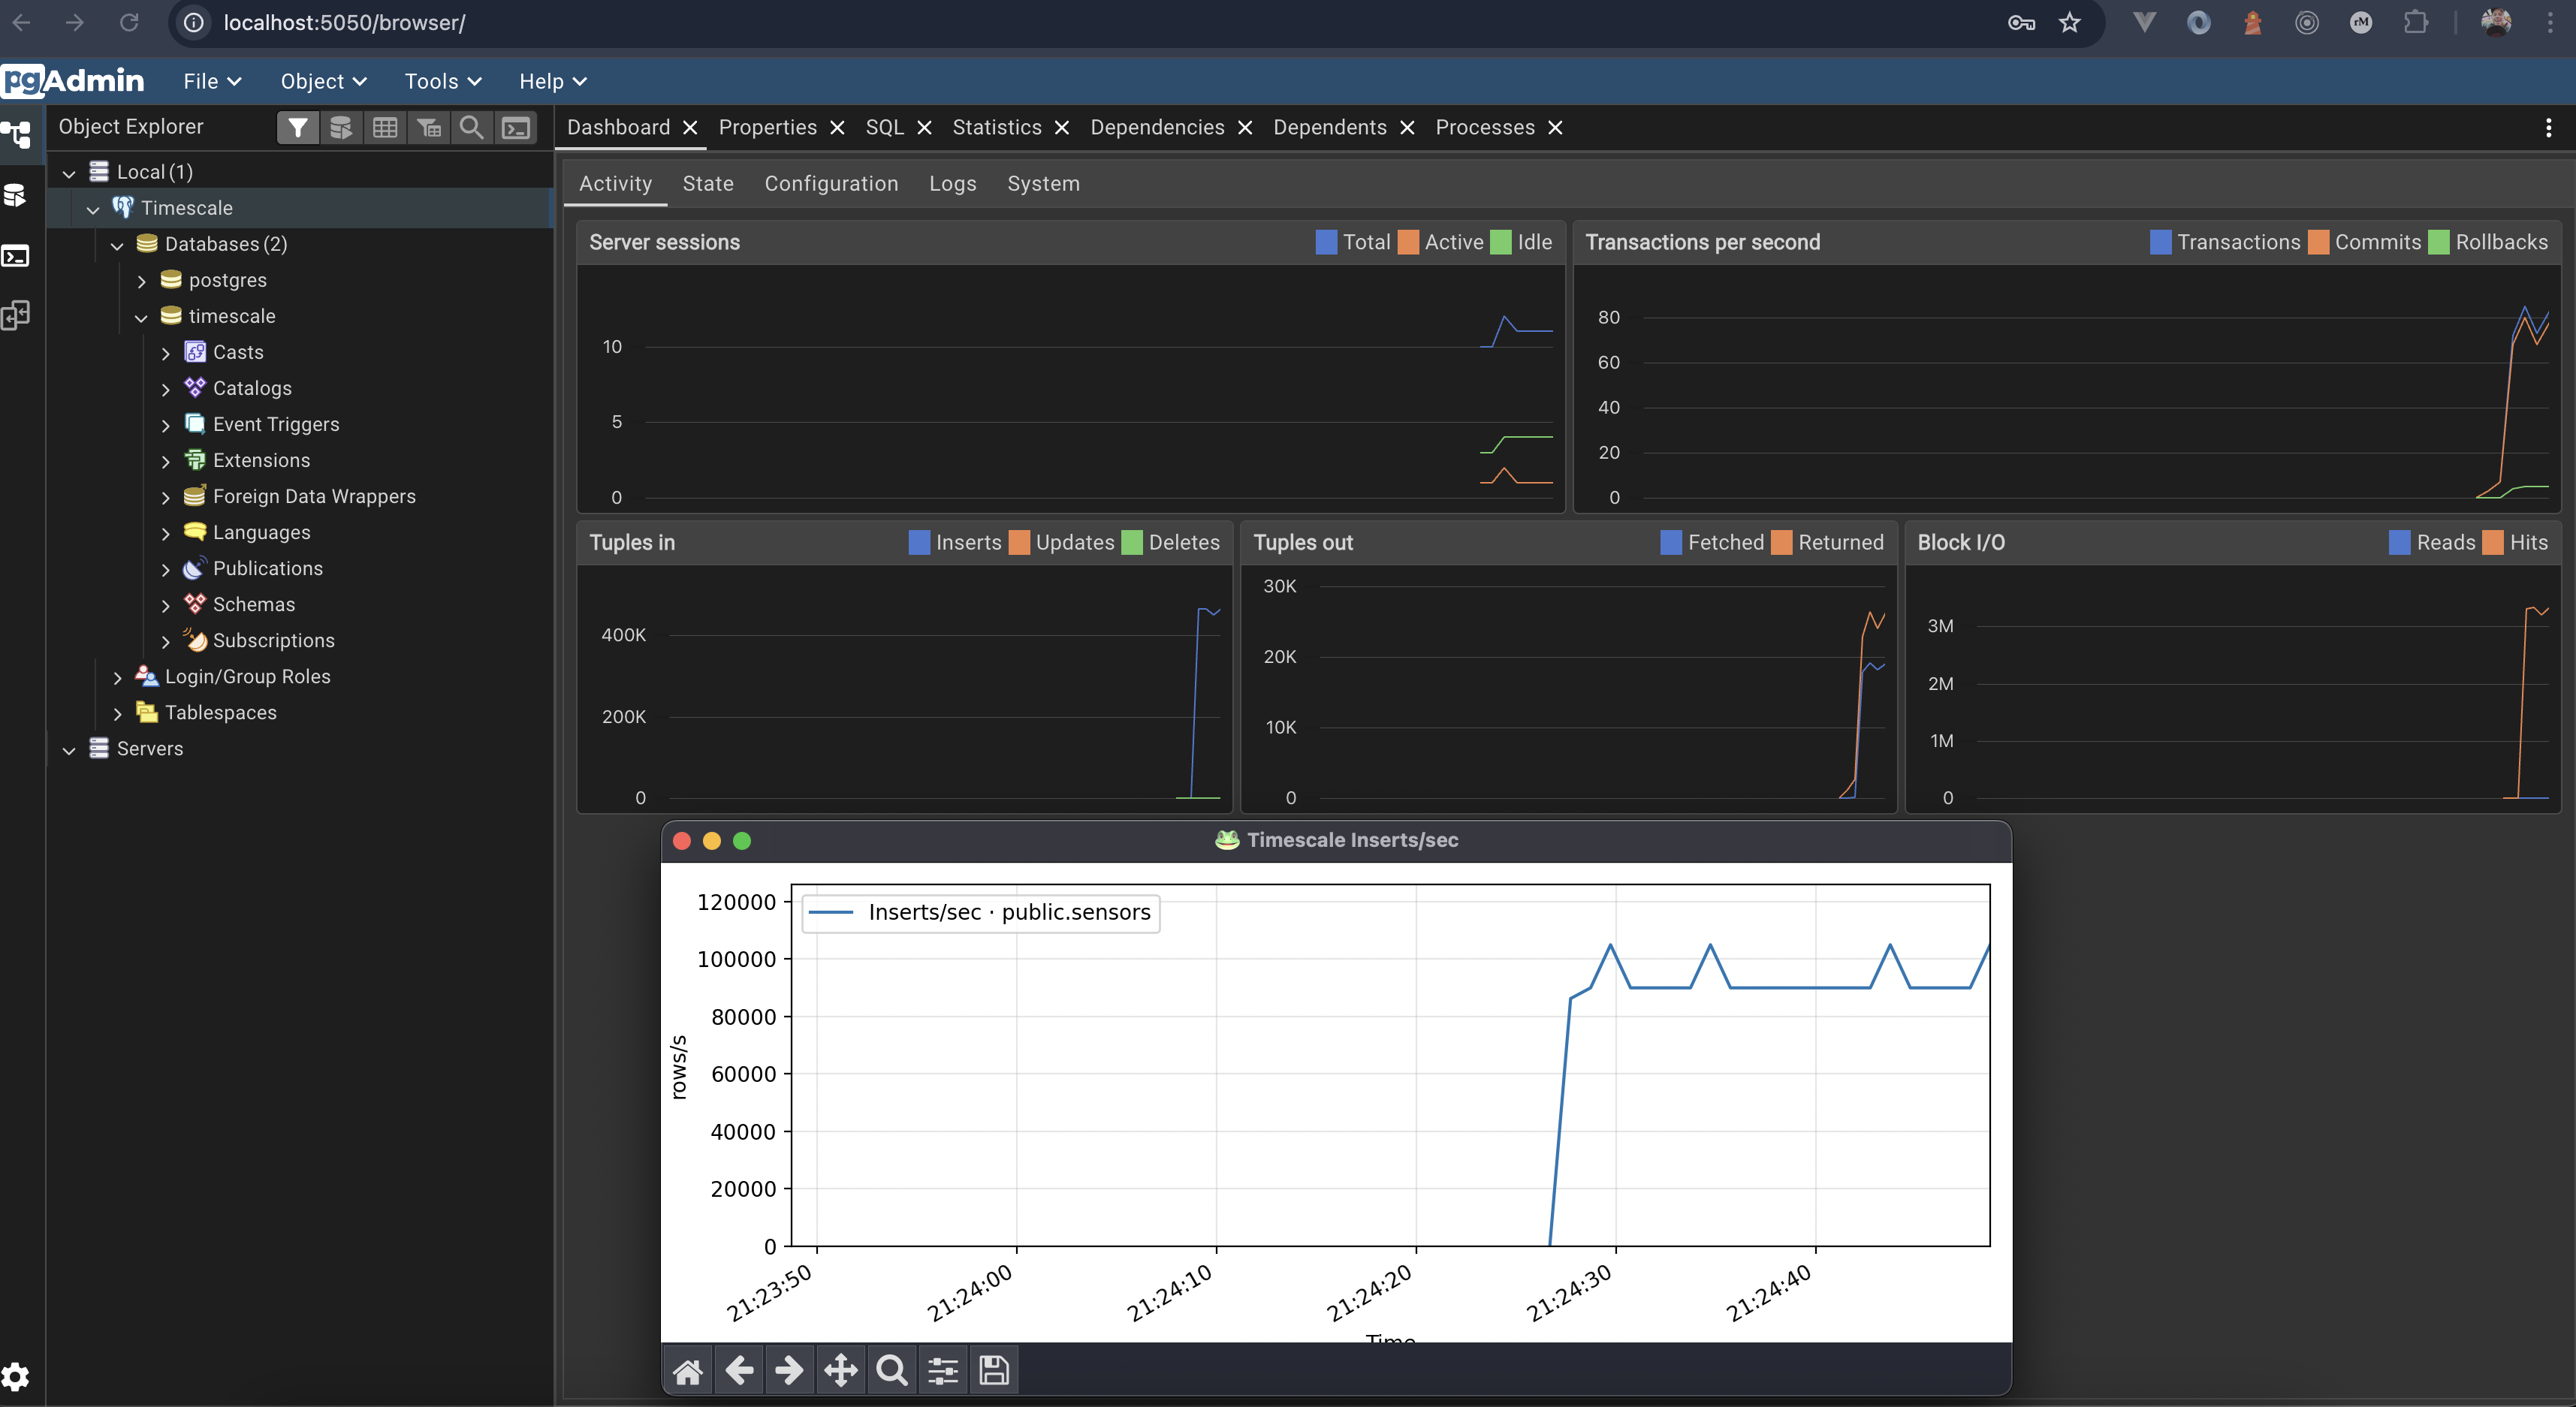 localhost:5050/browser/
rM
pgAdmin File Object Tools Help
Object Explorer
Local (1)
Timescale
Databases (2)
postgres
timescale
Casts
Catalogs
Event Triggers
Extensions
Foreign Data Wrappers
Languages
Publications
Schemas
Subscriptions
Login/Group Roles
Tablespaces
Servers
Dashboard Properties SQL Statistics Dependencies Dependents Processes
Activity State Configuration Logs System
Server sessions Total Active Idle
10
5
0
Transactions per second Transactions Commits Rollbacks
80
60
40
20
0
Tuples in Inserts Updates Deletes
400K
200K
0
Tuples out Fetched Returned
30K
20K
10K
0
Block I/O Reads Hits
3M
2M
1M
0
Timescale Inserts/sec
Inserts/sec · public.sensors
rows/s
120000
100000
80000
60000
40000
20000
0
21:23:50 21:24:00 21:24:10 21:24:20 21:24:30 21:24:40
Time